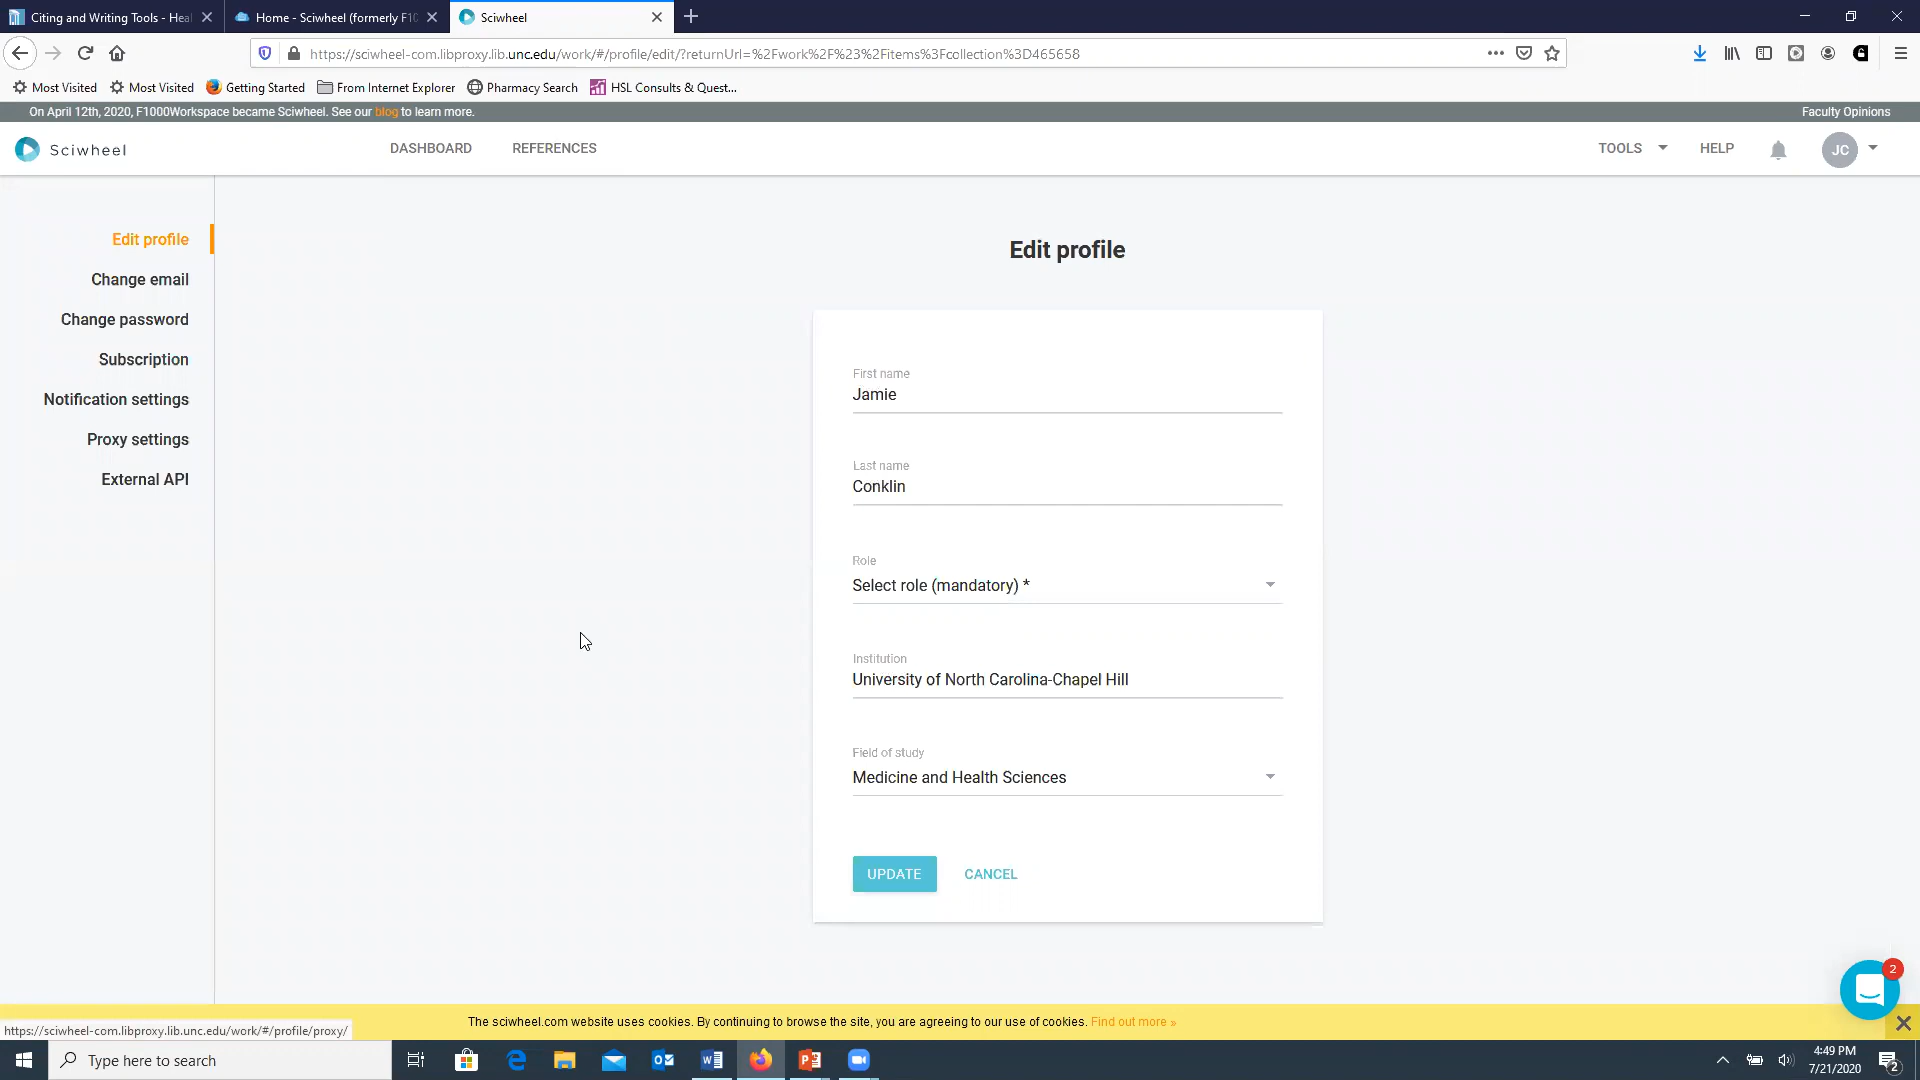 Citing and Writing Tools - Heal
Home - Sciwheel (formerly F10
Sciwheel
https://sciwheel-com.libproxy.lib.unc.edu/work/#/profile/edit/?returnUrl=%2Fwork%2F%23%2Fitems%3Fcollection%3D465658
Most Visited
Most Visited
Getting Started
From Internet Explorer
Pharmacy Search
HSL Consults & Quest...
On April 12th, 2020, F1000Workspace became Sciwheel. See our blog to learn more.
Faculty Opinions
Sciwheel
DASHBOARD
REFERENCES
TOOLS
HELP
JC
Edit profile
Change email
Change password
Subscription
Notification settings
Proxy settings
External API
Edit profile
First name
Jamie
Last name
Conklin
Role
Select role (mandatory) *
Institution
University of North Carolina-Chapel Hill
Field of study
Medicine and Health Sciences
UPDATE
CANCEL
2
The sciwheel.com website uses cookies. By continuing to browse the site, you are agreeing to our use of cookies. Find out more »
https://sciwheel-com.libproxy.lib.unc.edu/work/#/profile/proxy/
Type here to search
4:49 PM
7/21/2020
2